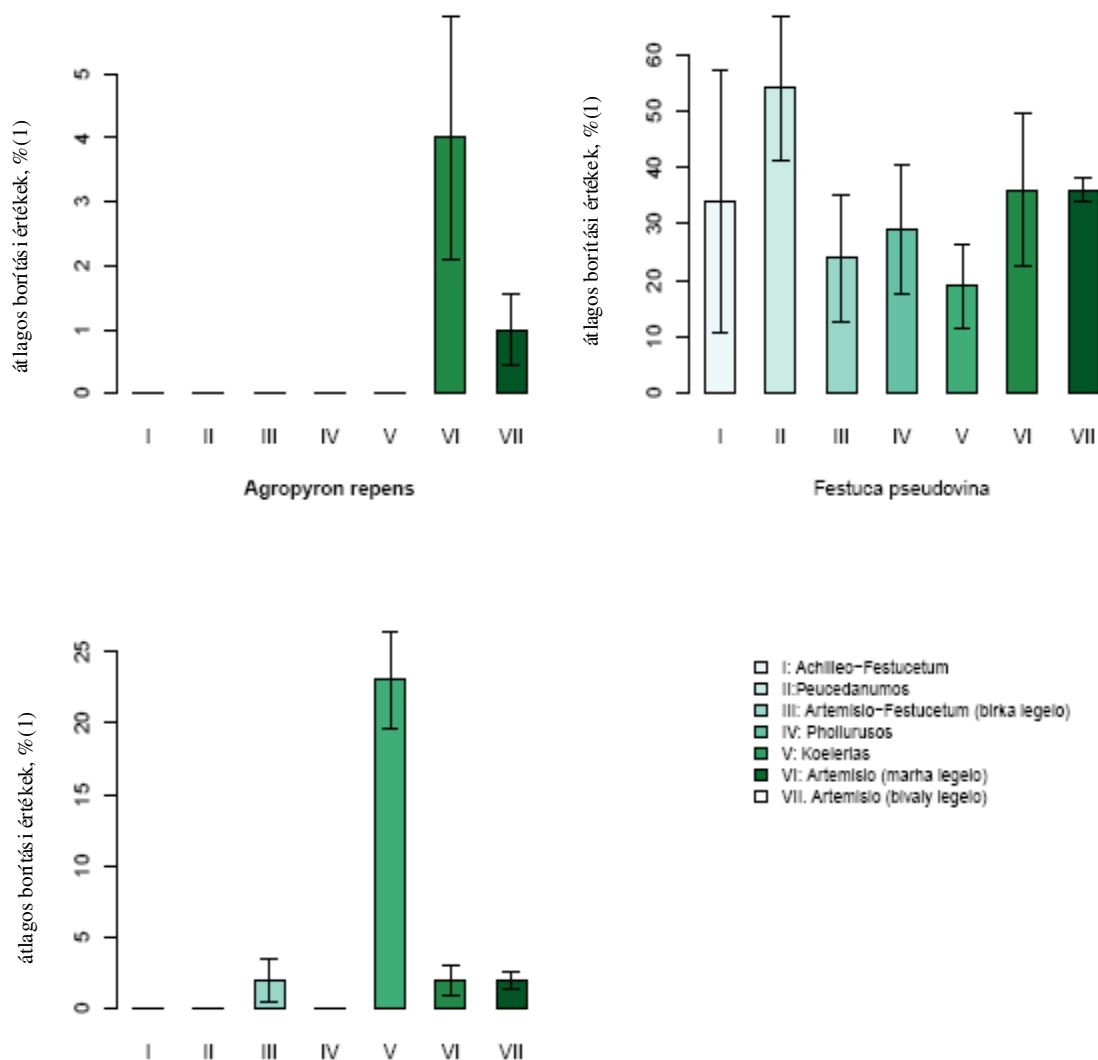 átlagos borítási értékek, %(1)
0 1 2 3 4 5
I II III IV V VI VII
Agropyron repens
átlagos borítási értékek, %(1)
0 10 20 30 40 50 60
I II III IV V VI VII
Festuca pseudovina
átlagos borítási értékek, %(1)
0 5 10 15 20 25
I II III IV V VI VII
I: Achilleo-Festucetum
II:Peucedanumos
III: Artemisio-Festucetum (birka legelo)
IV: Pholiurusos
V: Koelerias
VI: Artemisio (marha legelo)
VII. Artemisio (bivaly legelo)